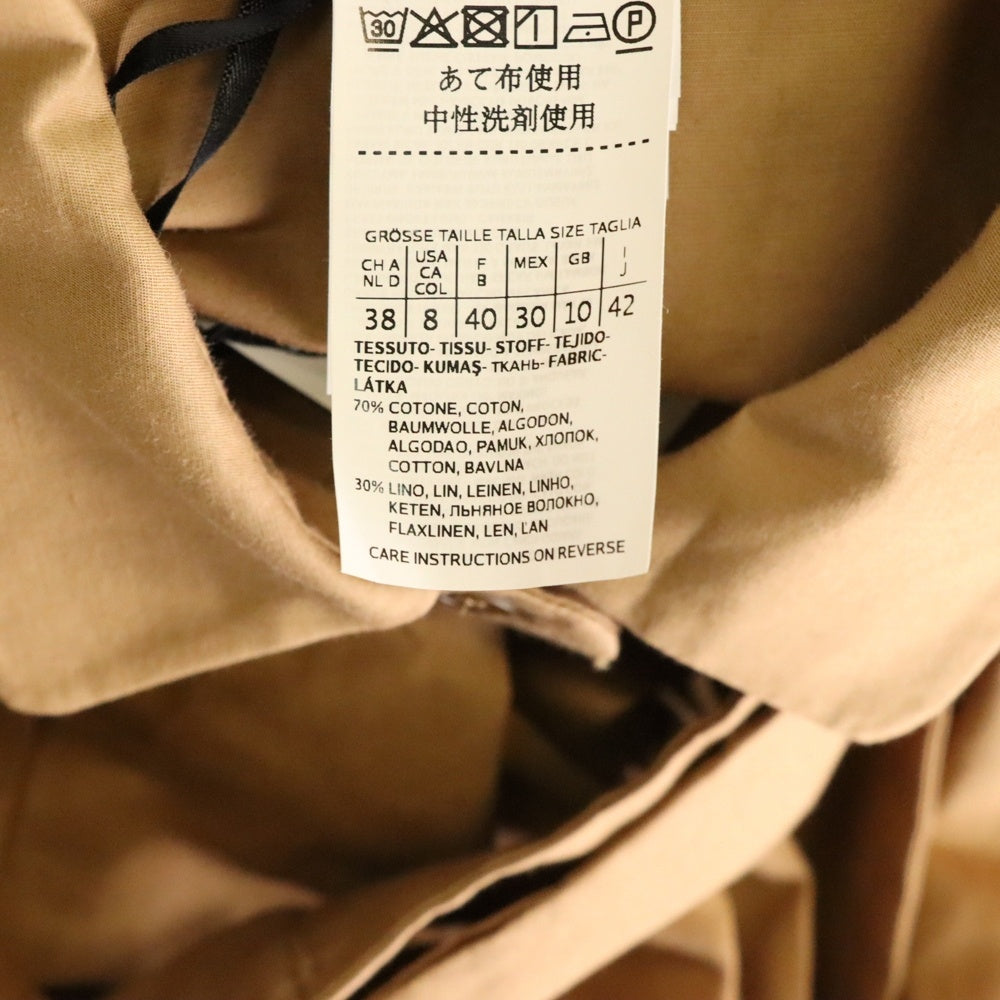 30 P
あて布使用
中性洗剤使用
GRÖSSE TAILLE TALLA SIZE TAGLIA
CH A NL D USA CA COL F B MEX GB I J
38 8 40 30 10 42
TESSUTO- TISSU- STOFF- TEJIDO-
TECIDO- KUMAŞ- ТКАНЬ- FABRIC-
LÁTKA
70% COTONE, COTON,
BAUMWOLLE, ALGODON,
ALGODAO, PAMUK, ХЛОПОК,
COTTON, BAVLNA
30% LINO, LIN, LEINEN, LINHO,
KETEN, ЛЬНЯНОЕ ВОЛОКНО,
FLAXLINEN, LEN, ĽAN
CARE INSTRUCTIONS ON REVERSE